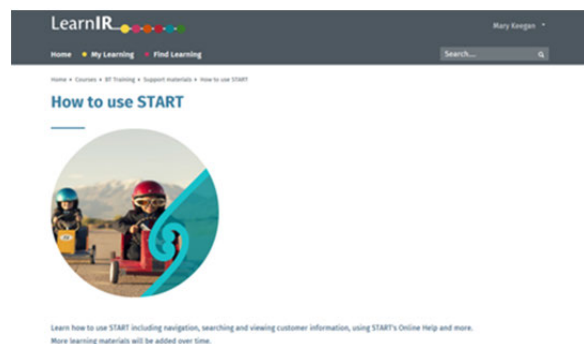 LearnIR
Mary Keegan
Home My Learning Find Learning
Search...
Home Courses BT Training Support materials How to use START
How to use START
Learn how to use START including navigation, searching and viewing customer information, using START's Online Help and more.
More learning materials will be added over time.